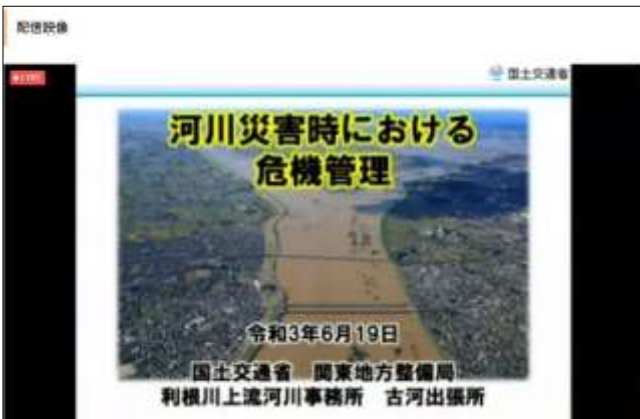 配信映像
国土交通省
河川災害時における
危機管理
令和3年6月19日
国土交通省 関東地方整備局
利根川上流河川事務所 古河出張所